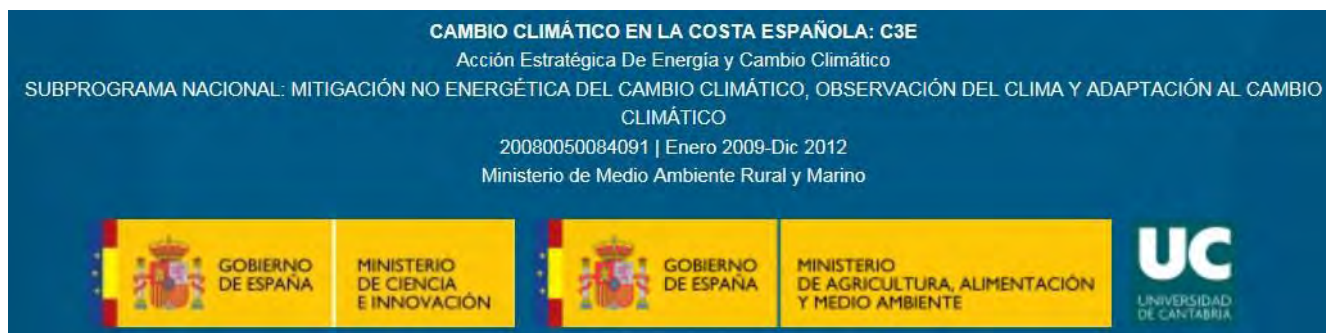 CAMBIO CLIMÁTICO EN LA COSTA ESPAÑOLA: C3E
Acción Estratégica De Energía y Cambio Climático
SUBPROGRAMA NACIONAL: MITIGACIÓN NO ENERGÉTICA DEL CAMBIO CLIMÁTICO, OBSERVACIÓN DEL CLIMA Y ADAPTACIÓN AL CAMBIO
CLIMÁTICO
20080050084091 | Enero 2009-Dic 2012
Ministerio de Medio Ambiente Rural y Marino
GOBIERNO
DE ESPAÑA
MINISTERIO
DE CIENCIA
E INNOVACIÓN
GOBIERNO
DE ESPAÑA
MINISTERIO
DE AGRICULTURA, ALIMENTACIÓN
Y MEDIO AMBIENTE
UC
UNIVERSIDAD
DE CANTABRIA